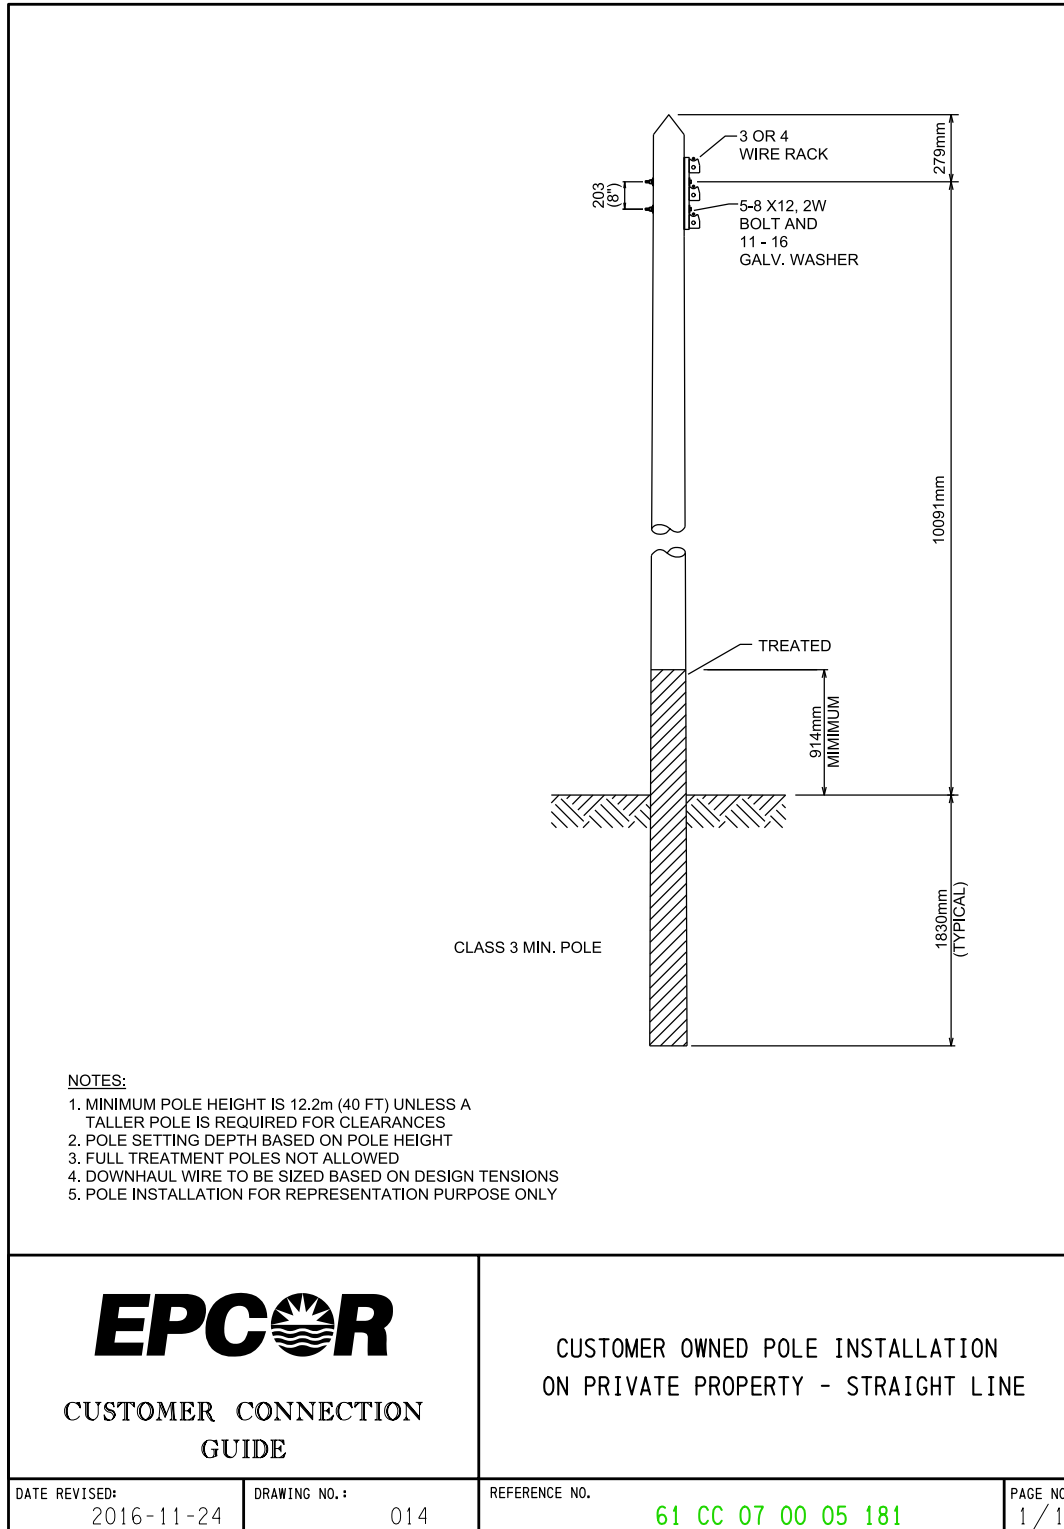 3 OR 4
WIRE RACK
279mm
203
(8")
5-8 X12, 2W
BOLT AND
11 - 16
GALV. WASHER
10091mm
TREATED
914mm
MIMIMUM
1830mm
(TYPICAL)
CLASS 3 MIN. POLE
NOTES:
1. MINIMUM POLE HEIGHT IS 12.2m (40 FT) UNLESS A
TALLER POLE IS REQUIRED FOR CLEARANCES
2. POLE SETTING DEPTH BASED ON POLE HEIGHT
3. FULL TREATMENT POLES NOT ALLOWED
4. DOWNHAUL WIRE TO BE SIZED BASED ON DESIGN TENSIONS
5. POLE INSTALLATION FOR REPRESENTATION PURPOSE ONLY
EPCOR
CUSTOMER CONNECTION
GUIDE
CUSTOMER OWNED POLE INSTALLATION
ON PRIVATE PROPERTY - STRAIGHT LINE
DATE REVISED:
2016-11-24
DRAWING NO.:
014
REFERENCE NO.
61 CC 07 00 05 181
PAGE NO
1/1